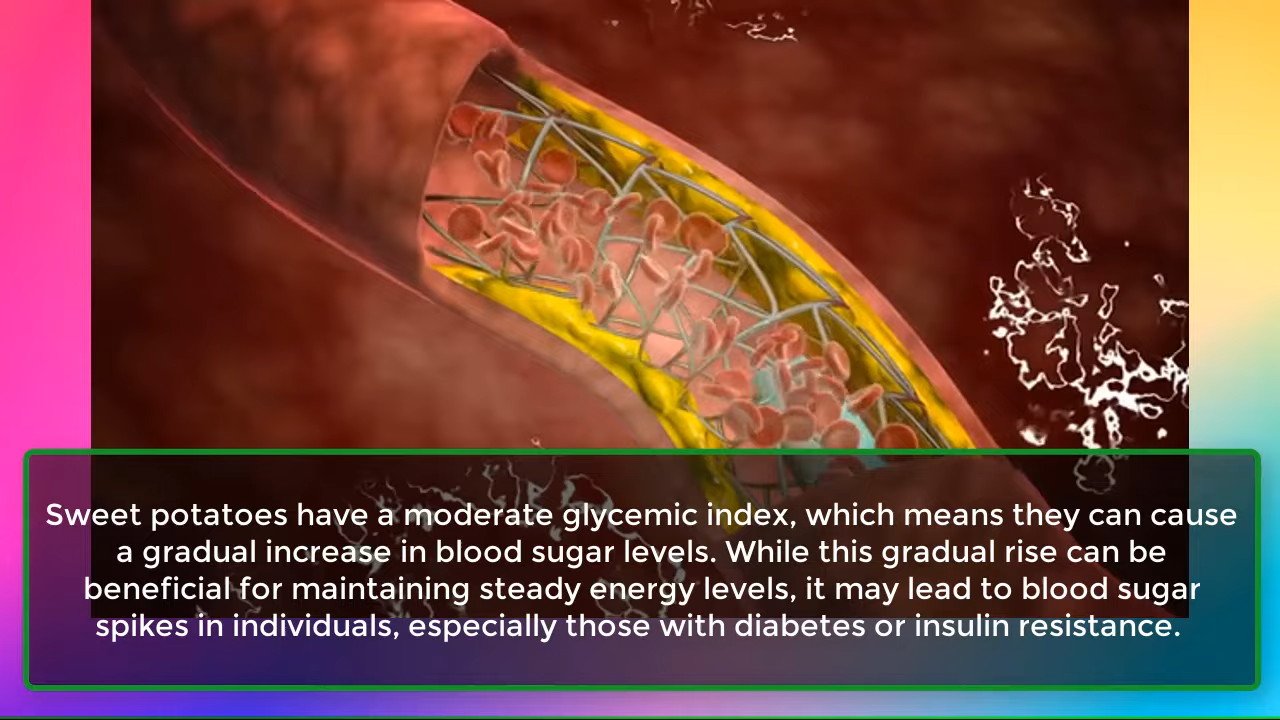 Sweet potatoes have a moderate glycemic index, which means they can cause
a gradual increase in blood sugar levels. While this gradual rise can be
beneficial for maintaining steady energy levels, it may lead to blood sugar
spikes in individuals, especially those with diabetes or insulin resistance.